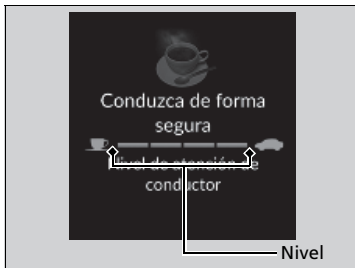 Conduzca de forma
segura
Nivel de atención de
conductor
Nivel